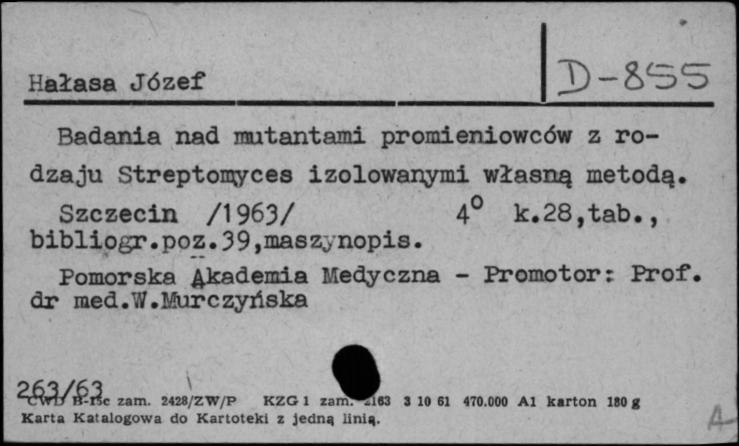 Hałasa Józef
D-855
Badania nad mutantami promieniowców z ro-
dzaju Streptomyces izolowanymi własną metodą.
Szczecin /1963/ 4° k.28,tab.,
bibliogr.poz.39,maszynopis.
Pomorska Akademia Medyczna - Promotor: Prof.
dr med.W.Murczyńska
263/63
zam. 2428/ZW/P KZG 1 zam. 2163 3 10 61 470.000 A1 karton 180 g
Karta Katalogowa do Kartoteki z jedną linią.
A